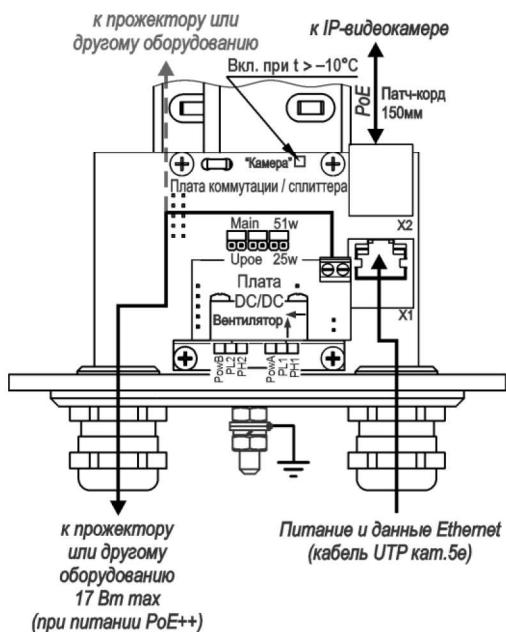 к прожектору или
другому оборудованию
к IP-видеокамере
Вкл. при t > –10°C
PoE
Патч-корд
150мм
"Камера"
Плата коммутации / сплиттера
X2
Main 51w
Upoe 25w
Плата
DC/DC
Вентилятор
X1
PowB
PL2
PH2
PowA
PL1
PH1
к прожектору
или другому
оборудованию
17 Вт max
(при питании PoE++)
Питание и данные Ethernet
(кабель UTP кат.5e)